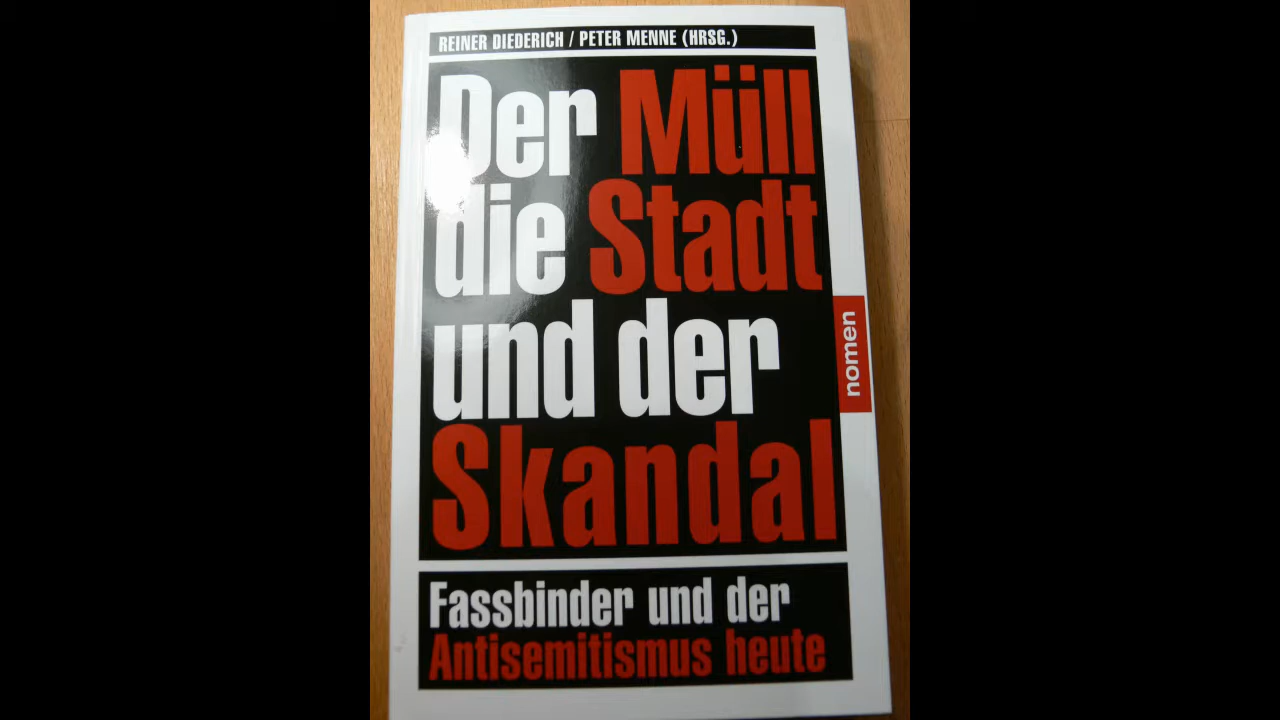 REINER DIEDERICH / PETER MENNE (HRSG.)
Der Müll
die Stadt
und der
Skandal
nomen
Fassbinder und der
Antisemitismus heute